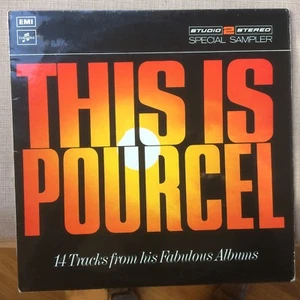 EMI
STUDIO 2 STEREO
SPECIAL SAMPLER
THIS IS
POURCEL
14 Tracks from his Fabulous Albums